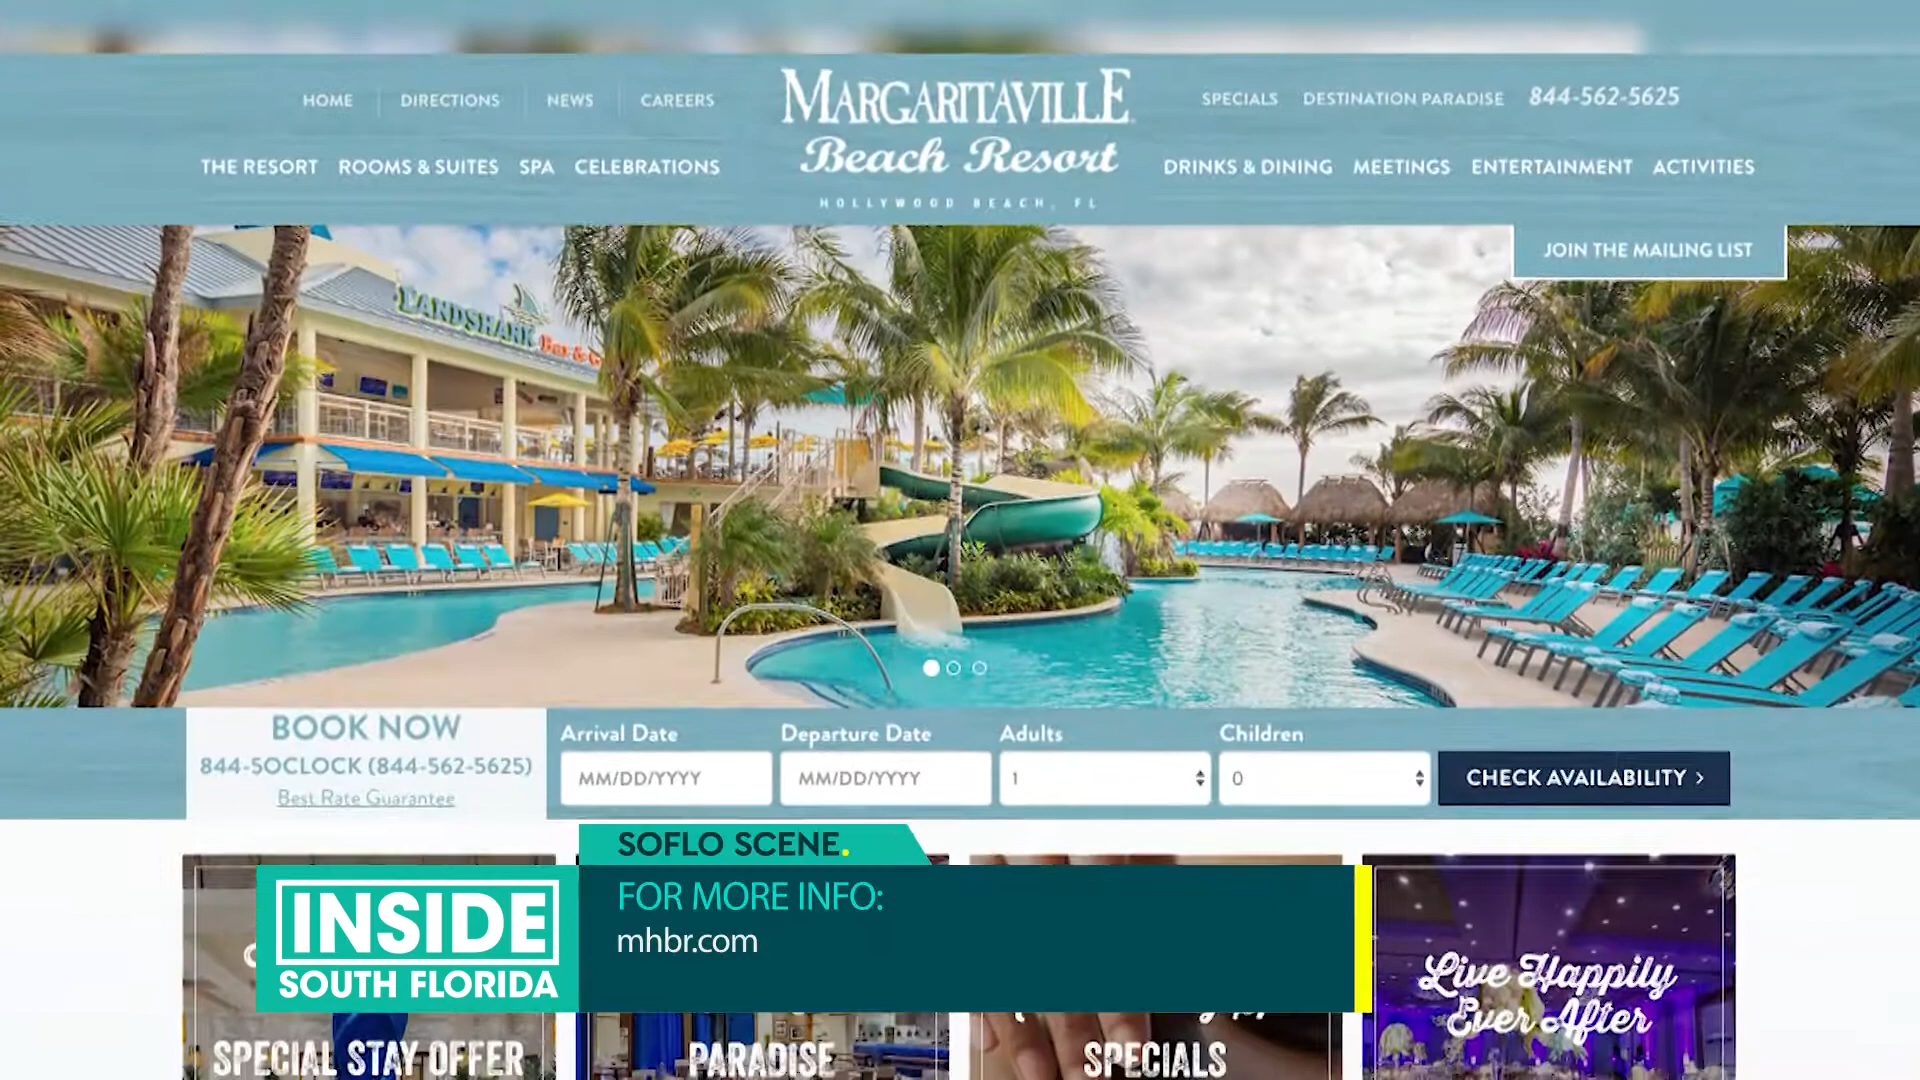 HOME
DIRECTIONS
NEWS
CAREERS
MARGARITAVILLE
Beach Resort
HOLLYWOOD BEACH, FL
SPECIALS
DESTINATION PARADISE
844-562-5625
THE RESORT
ROOMS & SUITES
SPA
CELEBRATIONS
DRINKS & DINING
MEETINGS
ENTERTAINMENT
ACTIVITIES
JOIN THE MAILING LIST
LANDSHARK Bar &
BOOK NOW
844-5OCLOCK (844-562-5625)
Best Rate Guarantee
Arrival Date
MM/DD/YYYY
Departure Date
MM/DD/YYYY
Adults
1
Children
0
CHECK AVAILABILITY >
SOFLO SCENE.
FOR MORE INFO:
mhbr.com
INSIDE
SOUTH FLORIDA
SPECIAL STAY OFFER
PARADISE
SPECIALS
Live Happily
Ever After